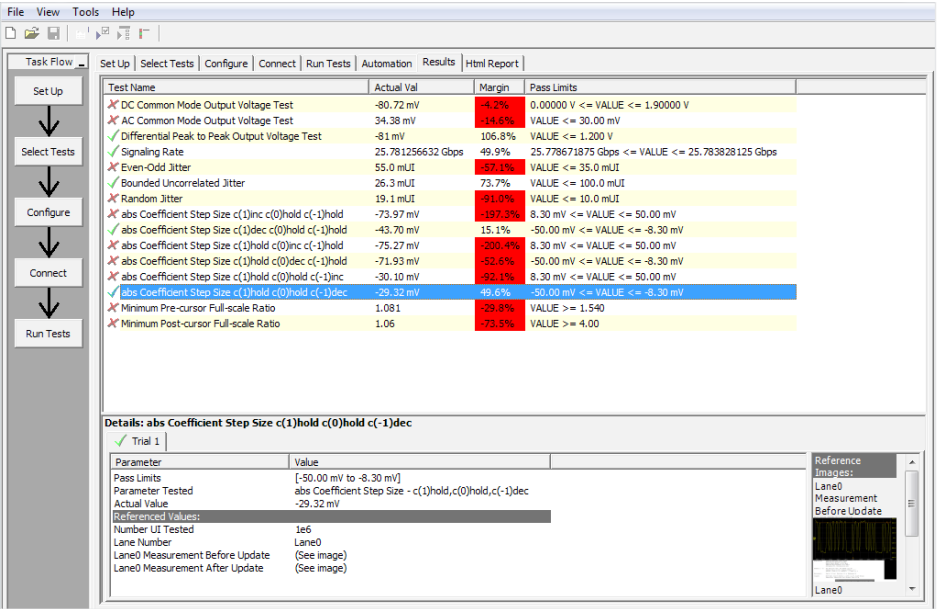 File View Tools Help
Task Flow
Set Up Select Tests Configure Connect Run Tests Automation Results Html Report
Set Up
Select Tests
Configure
Connect
Run Tests
Test Name Actual Val Margin Pass Limits
DC Common Mode Output Voltage Test -80.72 mV -4.2% 0.00000 V <= VALUE <= 1.90000 V
AC Common Mode Output Voltage Test 34.38 mV -14.6% VALUE <= 30.00 mV
Differential Peak to Peak Output Voltage Test -81 mV 106.8% VALUE <= 1.200 V
Signaling Rate 25.781256632 Gbps 49.9% 25.778671875 Gbps <= VALUE <= 25.783828125 Gbps
Even-Odd Jitter 55.0 mUI -57.1% VALUE <= 35.0 mUI
Bounded Uncorrelated Jitter 26.3 mUI 73.7% VALUE <= 100.0 mUI
Random Jitter 19.1 mUI -91.0% VALUE <= 10.0 mUI
abs Coefficient Step Size c(1)inc c(0)hold c(-1)hold -73.97 mV -197.3% 8.30 mV <= VALUE <= 50.00 mV
abs Coefficient Step Size c(1)dec c(0)hold c(-1)hold -43.70 mV 15.1% -50.00 mV <= VALUE <= -8.30 mV
abs Coefficient Step Size c(1)hold c(0)inc c(-1)hold -75.27 mV -200.4% 8.30 mV <= VALUE <= 50.00 mV
abs Coefficient Step Size c(1)hold c(0)dec c(-1)hold -71.93 mV -52.6% -50.00 mV <= VALUE <= -8.30 mV
abs Coefficient Step Size c(1)hold c(0)hold c(-1)inc -30.10 mV -92.1% 8.30 mV <= VALUE <= 50.00 mV
abs Coefficient Step Size c(1)hold c(0)hold c(-1)dec -29.32 mV 49.6% -50.00 mV <= VALUE <= -8.30 mV
Minimum Pre-cursor Full-scale Ratio 1.081 -29.8% VALUE >= 1.540
Minimum Post-cursor Full-scale Ratio 1.06 -73.5% VALUE >= 4.00
Details: abs Coefficient Step Size c(1)hold c(0)hold c(-1)dec
Trial 1
Parameter Value
Pass Limits [-50.00 mV to -8.30 mV]
Parameter Tested abs Coefficient Step Size - c(1)hold,c(0)hold,c(-1)dec
Actual Value -29.32 mV
Referenced Values:
Number UI Tested 1e6
Lane Number Lane0
Lane0 Measurement Before Update (See image)
Lane0 Measurement After Update (See image)
Reference
Images:
Lane0
Measurement
Before Update
Lane0